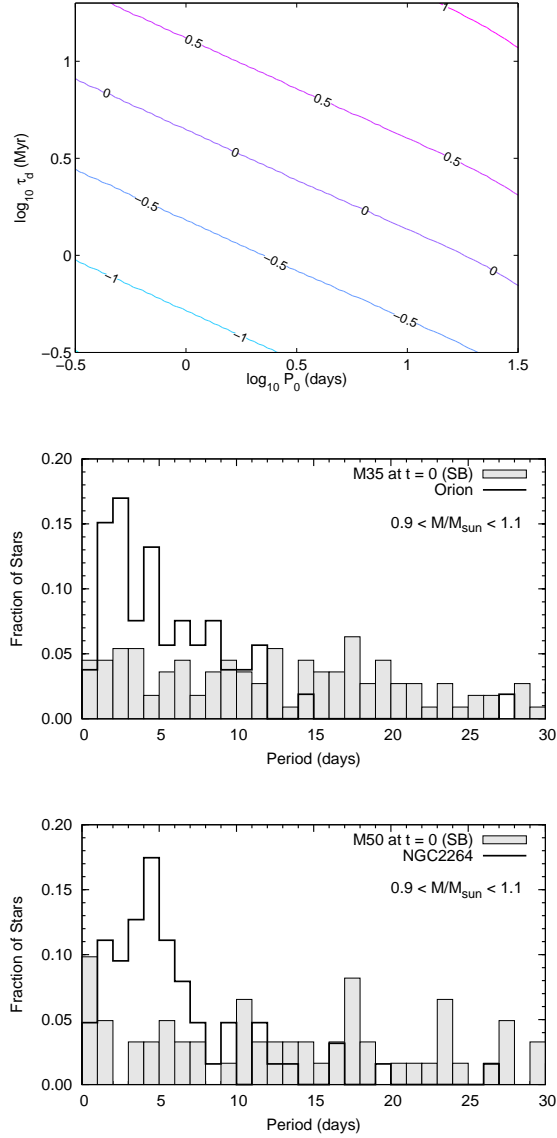 1
0.5
0.5
0.5
0
0
0
0
−0.5
−0.5
−0.5
−1
−1
1
0.5
0
−0.5
log10 τd (Myr)
−0.5 0 0.5 1 1.5
log10 P0 (days)
0.20
0.15
0.10
0.05
0.00
Fraction of Stars
M35 at t = 0 (SB)
Orion
0.9 < M/Msun < 1.1
0 5 10 15 20 25 30
Period (days)
0.20
0.15
0.10
0.05
0.00
Fraction of Stars
M50 at t = 0 (SB)
NGC2264
0.9 < M/Msun < 1.1
0 5 10 15 20 25 30
Period (days)